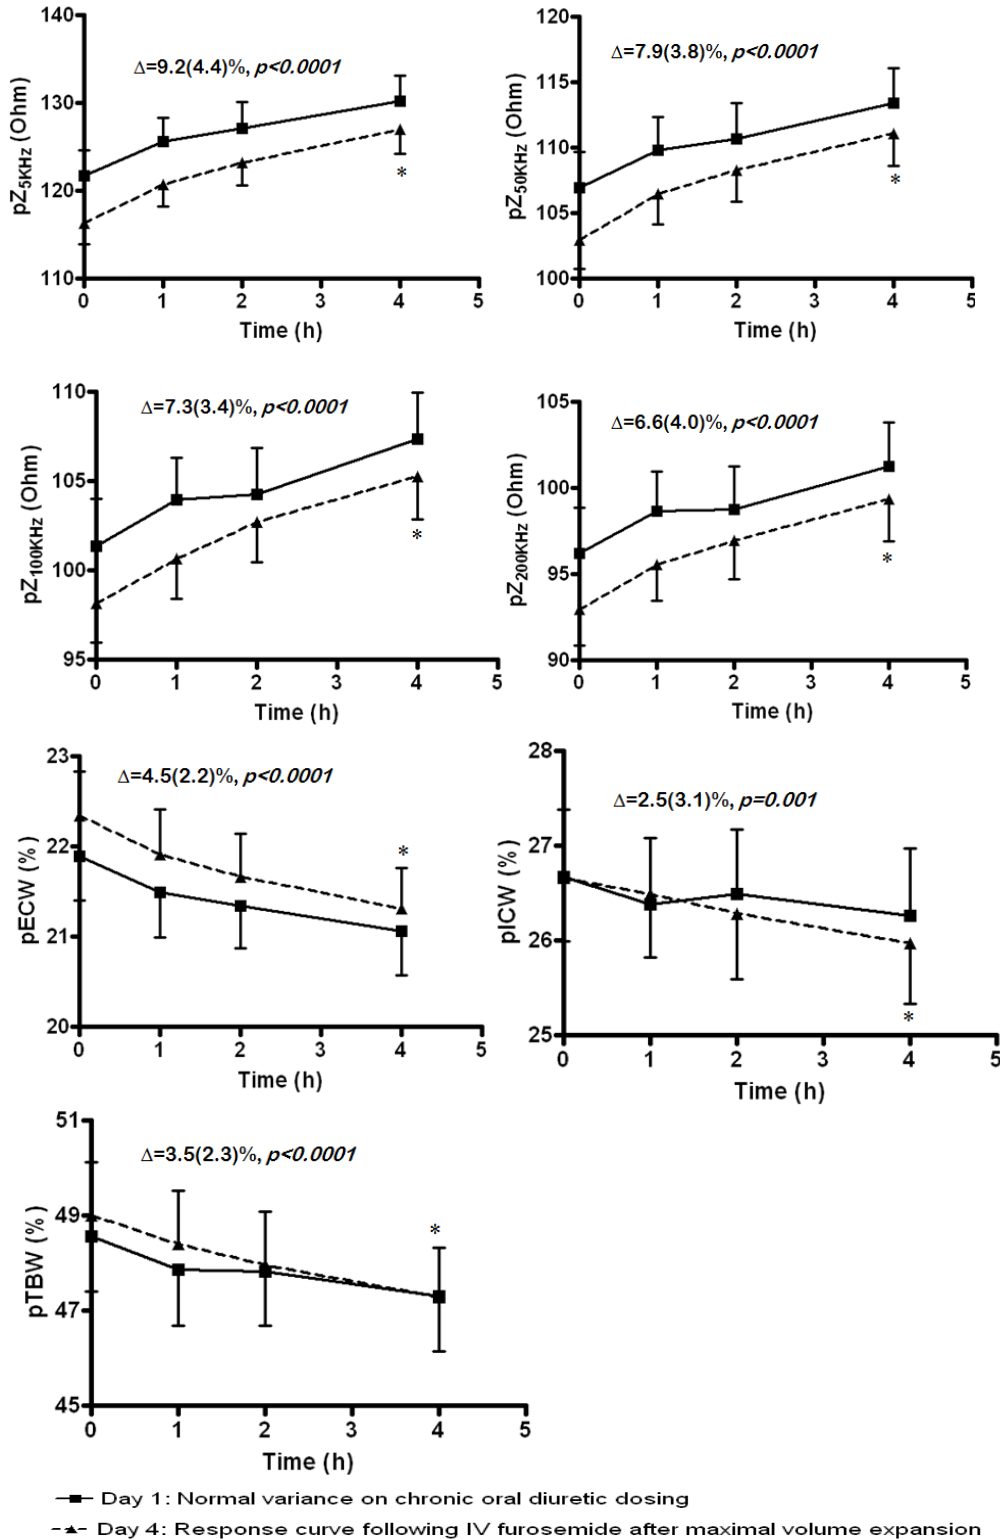 140
130
120
110
pZ5KHz (Ohm)
Δ=9.2(4.4)%, p<0.0001
*
0 1 2 3 4 5
Time (h)
120
115
110
105
100
pZ50KHz (Ohm)
Δ=7.9(3.8)%, p<0.0001
*
0 1 2 3 4 5
Time (h)
110
105
100
95
pZ100KHz (Ohm)
Δ=7.3(3.4)%, p<0.0001
*
0 1 2 3 4 5
Time (h)
105
100
95
90
pZ200KHz (Ohm)
Δ=6.6(4.0)%, p<0.0001
*
0 1 2 3 4 5
Time (h)
23
22
21
20
pECW (%)
Δ=4.5(2.2)%, p<0.0001
*
0 1 2 3 4 5
Time (h)
28
27
26
25
pICW (%)
Δ=2.5(3.1)%, p=0.001
*
0 1 2 3 4 5
Time (h)
51
49
47
45
pTBW (%)
Δ=3.5(2.3)%, p<0.0001
*
0 1 2 3 4 5
Time (h)
Day 1: Normal variance on chronic oral diuretic dosing
Day 4: Response curve following IV furosemide after maximal volume expansion